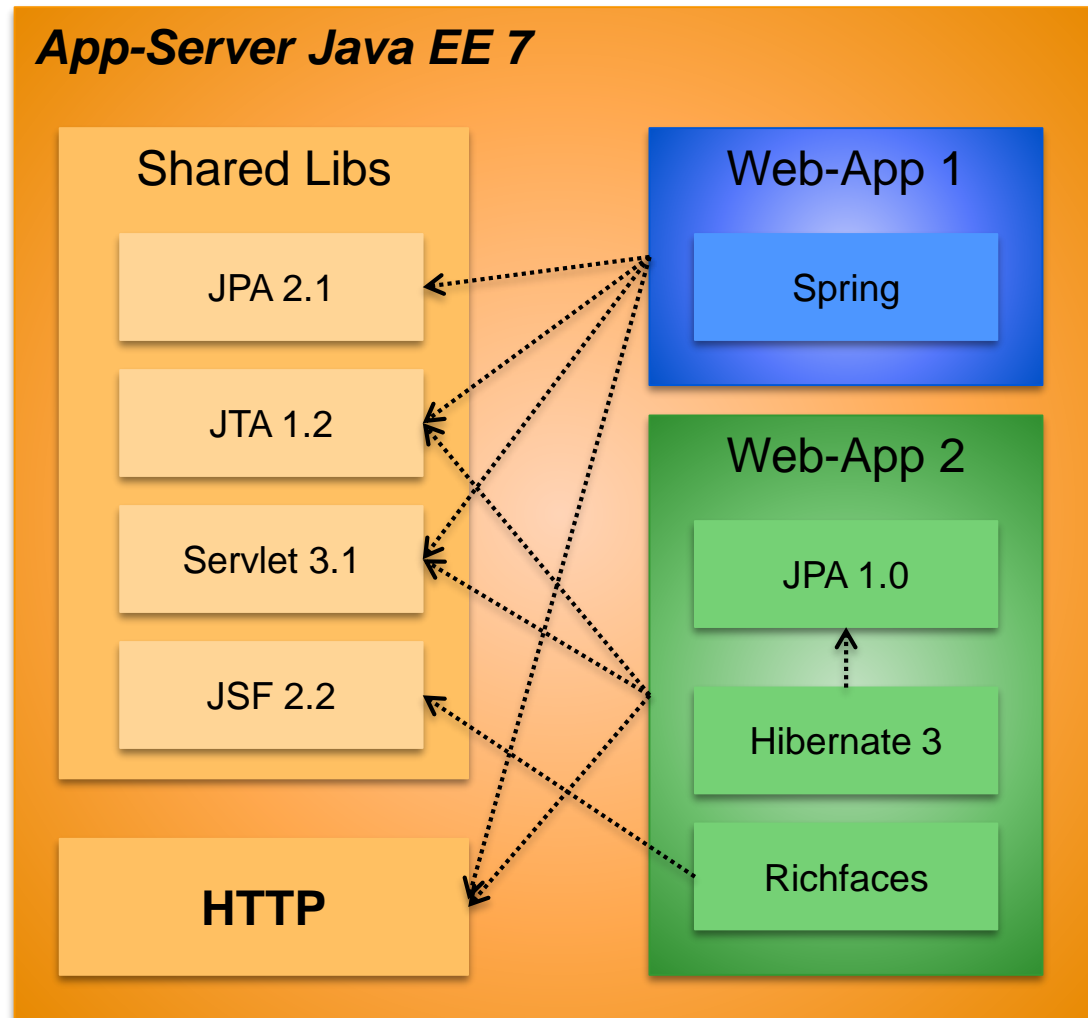 App-Server Java EE 7
Shared Libs
JPA 2.1
JTA 1.2
Servlet 3.1
JSF 2.2
HTTP
Web-App 1
Spring
Web-App 2
JPA 1.0
Hibernate 3
Richfaces